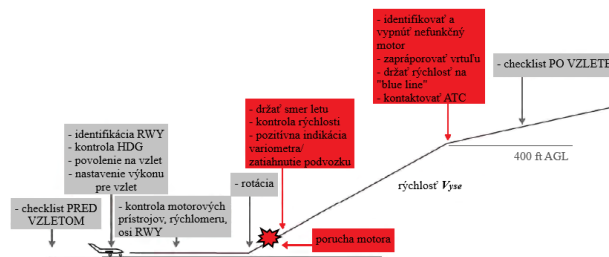 - checklist PRED
VZLETOM
- identifikácia RWY
- kontrola HDG
- povolenie na vzlet
- nastavenie výkonu
pre vzlet
- kontrola motorových
prístrojov, rýchlomeru,
osi RWY
- rotácia
- držať smer letu
- kontrola rýchlosti
- pozitívna indikácia
variometra/
zatiahnutie podvozku
porucha motora
- identifikovať a
vypnúť nefunkčný
motor
- zapráporovať vrtuľu
- držať rýchlosť na
"blue line"
- kontaktovať ATC
rýchlosť Vyse
- checklist PO VZLETE
400 ft AGL